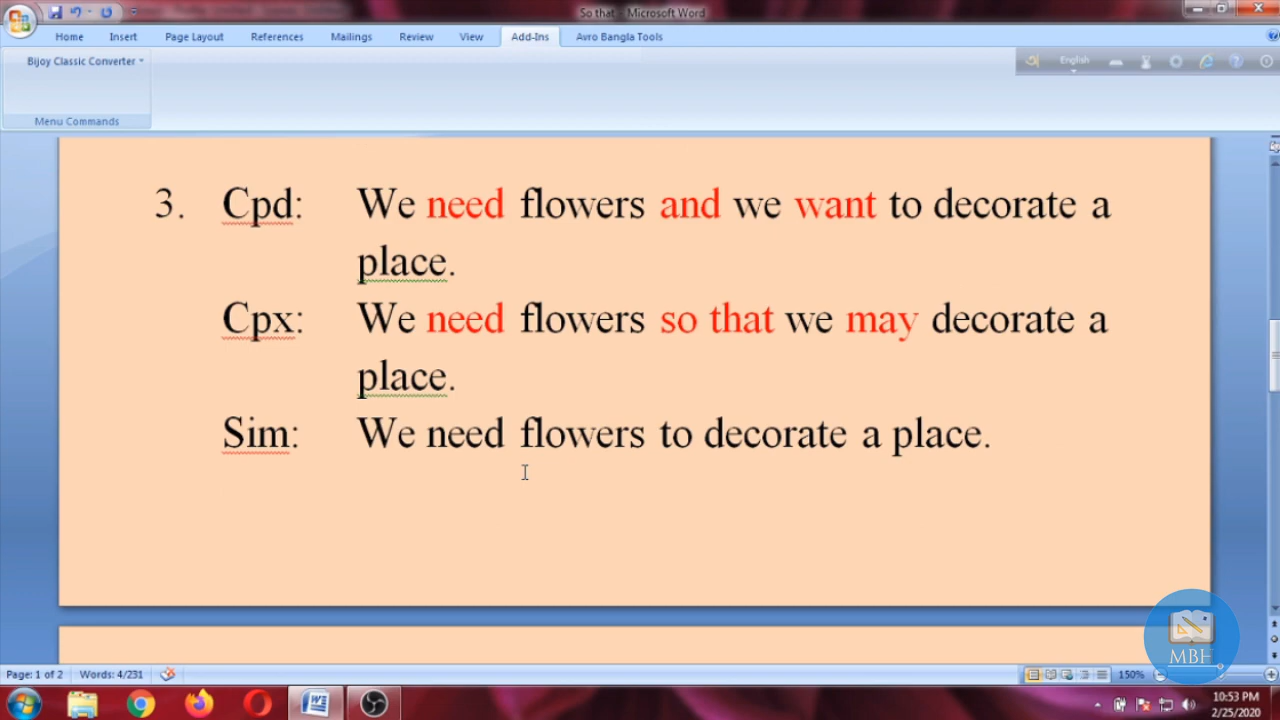 So that - Microsoft Word
Home Insert Page Layout References Mailings Review View Add-Ins Avro Bangla Tools
Bijoy Classic Converter
English
Menu Commands
3. Cpd: We need flowers and we want to decorate a
place.
Cpx: We need flowers so that we may decorate a
place.
Sim: We need flowers to decorate a place.
MBH
Page: 1 of 2 Words: 4/231 150%
10:53 PM
2/25/2020